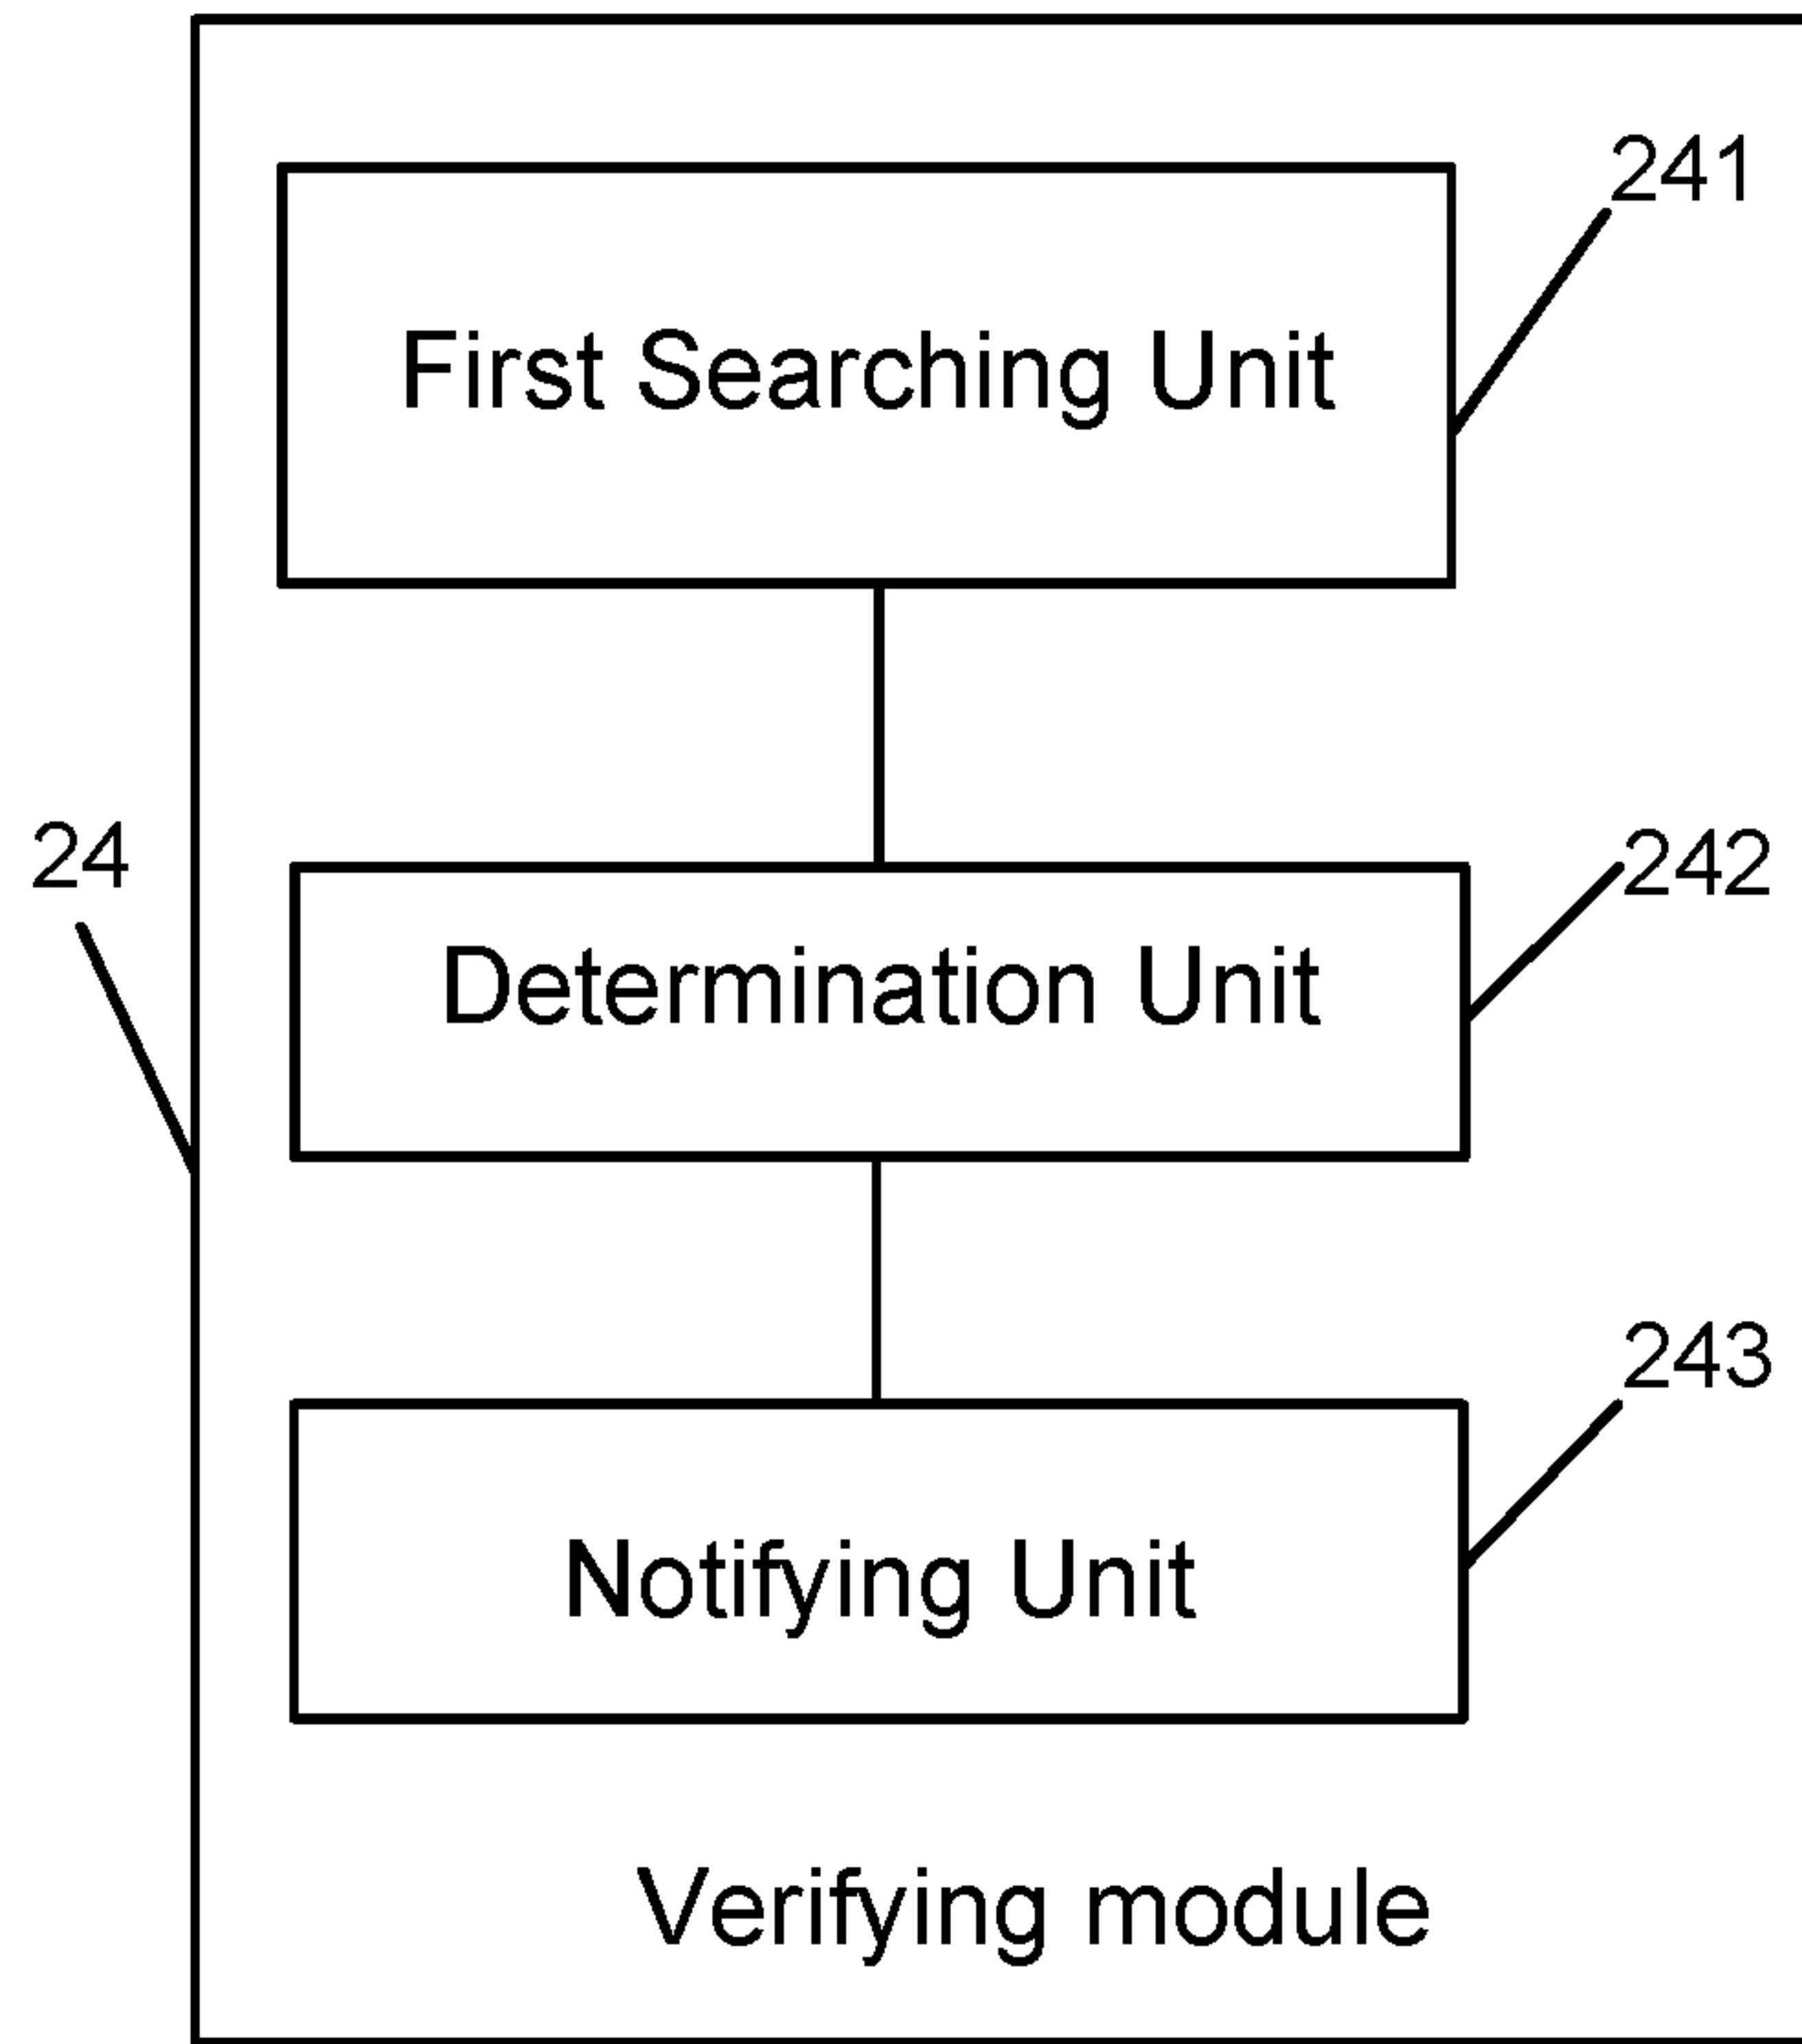 241
First Searching Unit
24
242
Determination Unit
243
Notifying Unit
Verifying module